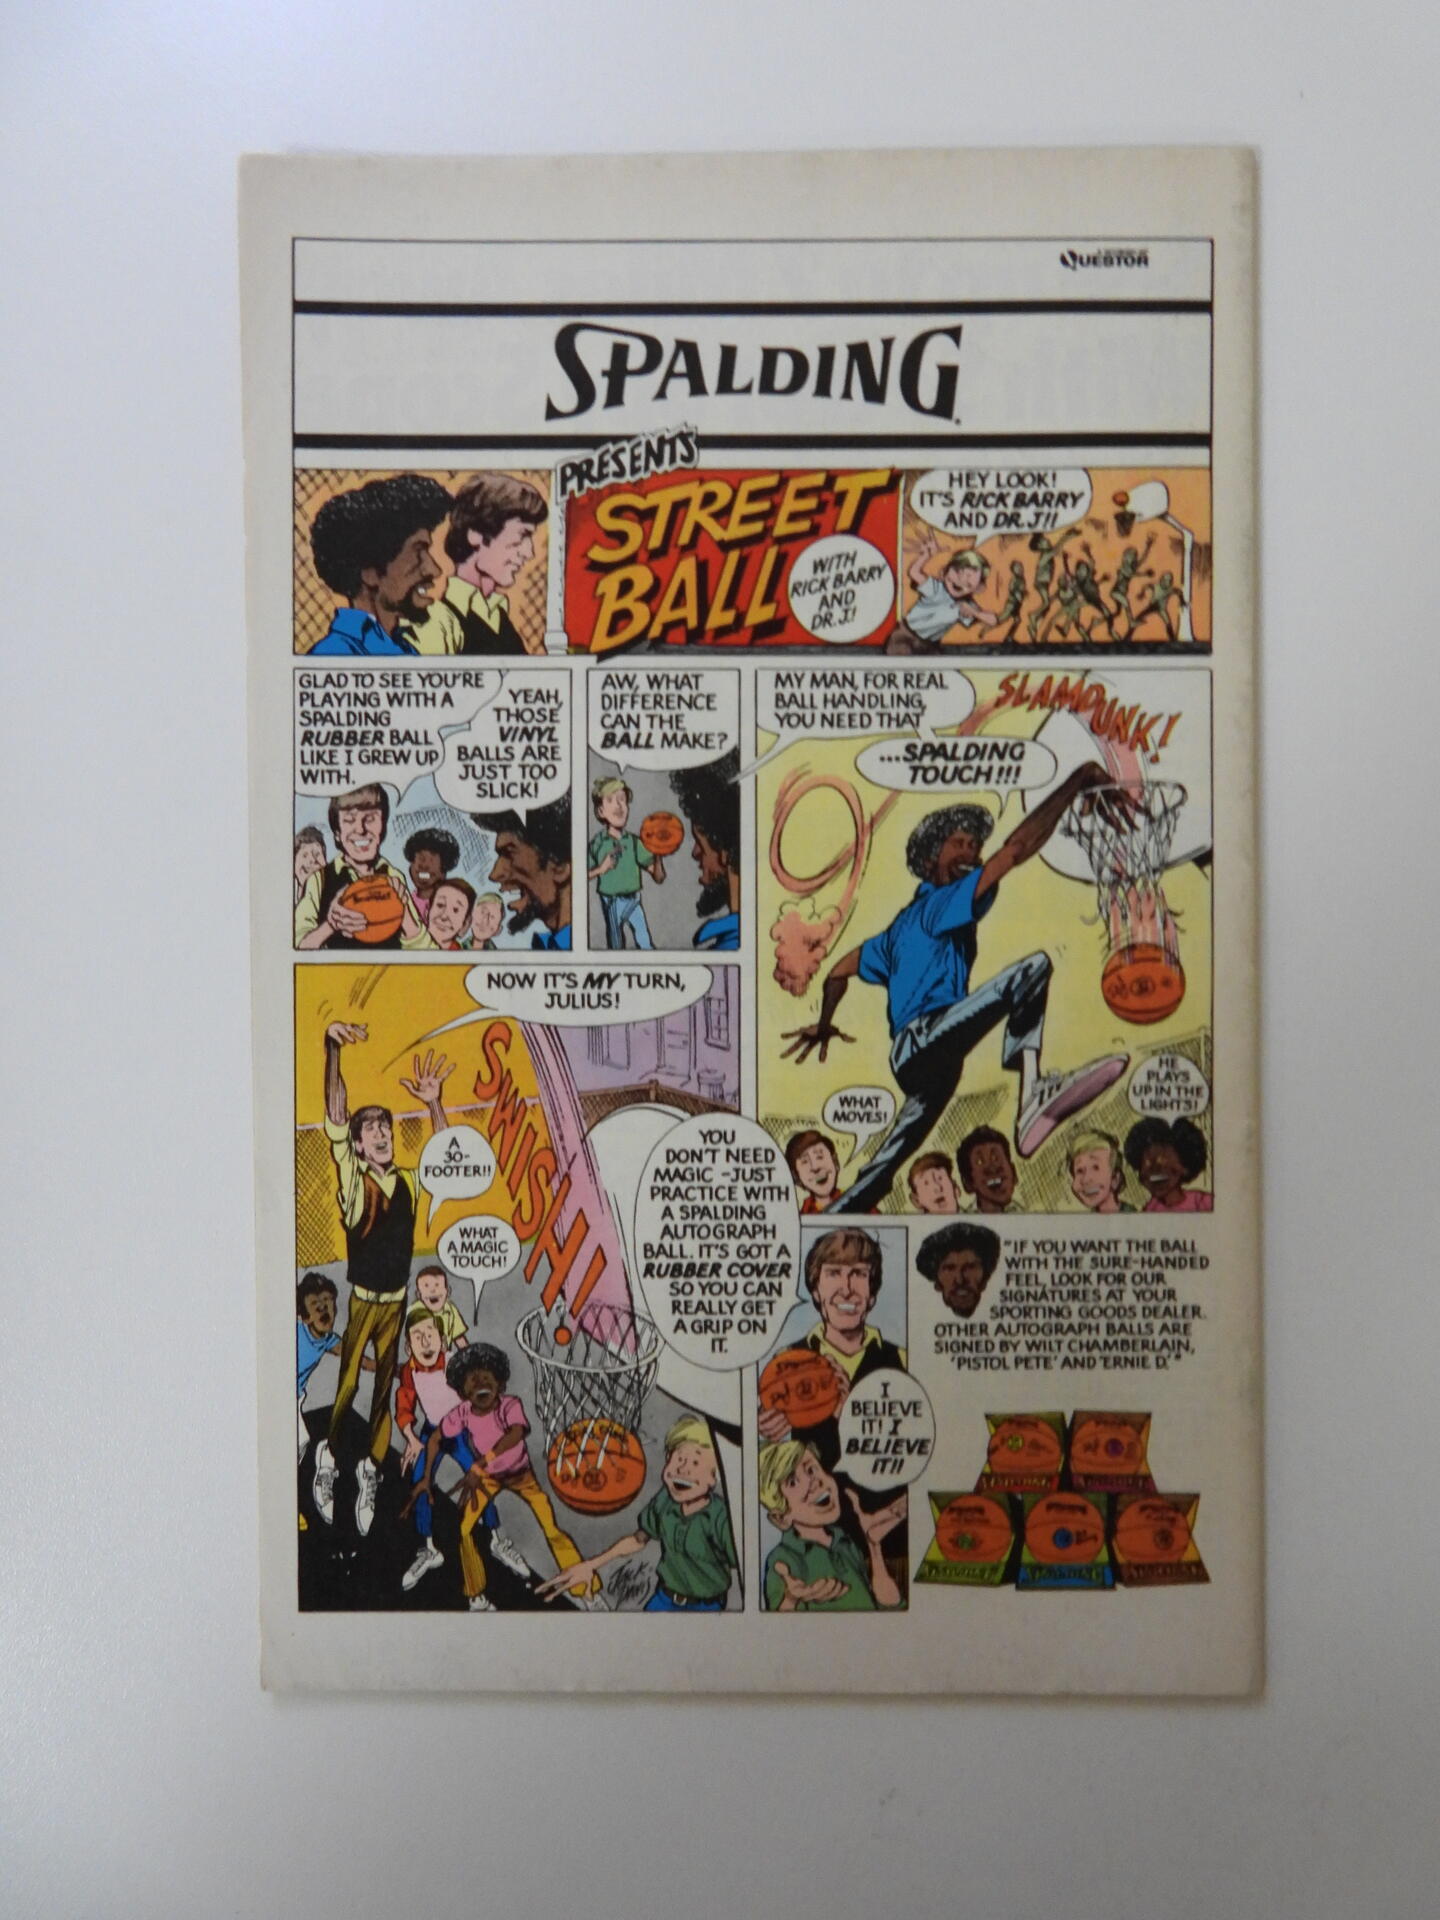 QUESTOR
SPALDING
PRESENTS
STREET
BALL
WITH
RICK BARRY
AND
DR. J!
HEY LOOK!
IT'S RICK BARRY
AND DR. J!!
GLAD TO SEE YOU'RE
PLAYING WITH A
SPALDING
RUBBER BALL
LIKE I GREW UP
WITH.
YEAH,
THOSE
VINYL
BALLS ARE
JUST TOO
SLICK!
AW, WHAT
DIFFERENCE
CAN THE
BALL MAKE?
MY MAN, FOR REAL
BALL HANDLING,
YOU NEED THAT
...SPALDING
TOUCH!!!
SLAMDUNK!
WHAT
MOVES!
HE
PLAYS
UP IN THE
LIGHTS!
NOW IT'S MY TURN,
JULIUS!
SWISH!
A
30-
FOOTER!!
WHAT
A MAGIC
TOUCH!
YOU
DON'T NEED
MAGIC -JUST
PRACTICE WITH
A SPALDING
AUTOGRAPH
BALL. IT'S GOT A
RUBBER COVER
SO YOU CAN
REALLY GET
A GRIP ON
IT.
JACK
DAVIS
I
BELIEVE
IT! I
BELIEVE
IT!!
"IF YOU WANT THE BALL
WITH THE SURE-HANDED
FEEL, LOOK FOR OUR
SIGNATURES AT YOUR
SPORTING GOODS DEALER.
OTHER AUTOGRAPH BALLS ARE
SIGNED BY WILT CHAMBERLAIN,
'PISTOL PETE' AND 'ERNIE D.'"